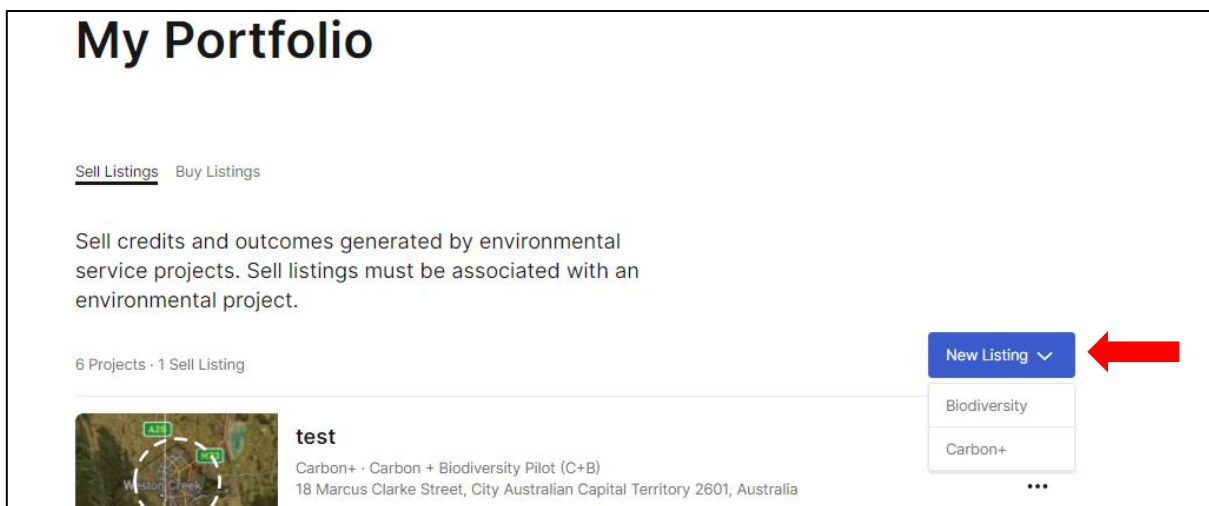 My Portfolio
Sell Listings Buy Listings
Sell credits and outcomes generated by environmental
service projects. Sell listings must be associated with an
environmental project.
6 Projects · 1 Sell Listing
New Listing
Biodiversity
Carbon+
A25
M23
Weston Creek
test
Carbon+ · Carbon + Biodiversity Pilot (C+B)
18 Marcus Clarke Street, City Australian Capital Territory 2601, Australia